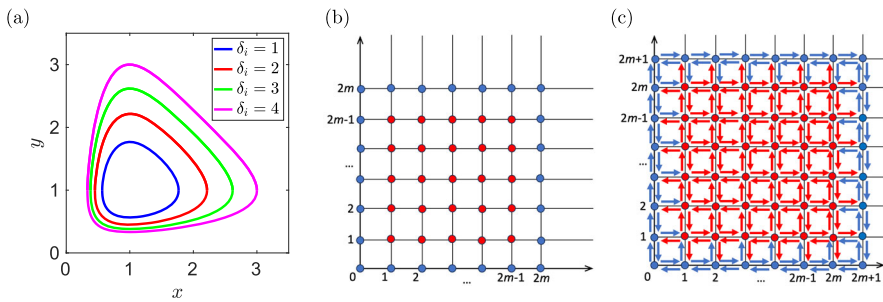 (a)
δᵢ = 1
δᵢ = 2
δᵢ = 3
δᵢ = 4
3
2
1
0
y
0 1 2 3
x
(b)
2m
2m-1
...
2
1
0 1 2 ... 2m-1 2m
(c)
2m+1
2m
2m-1
...
2
1
0 1 2 ... 2m-1 2m 2m+1